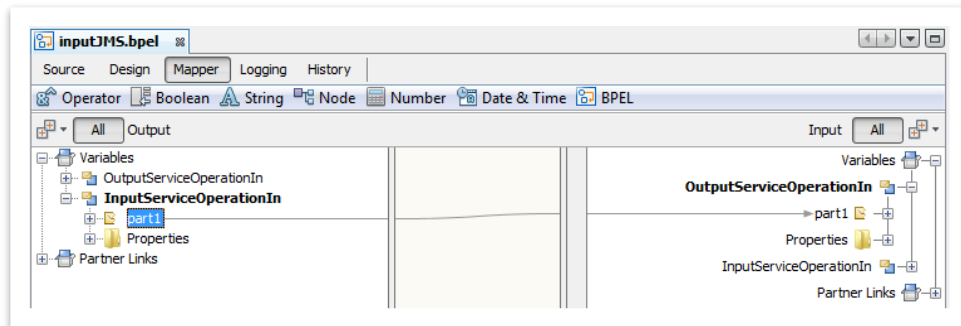 inputJMS.bpel
Source Design Mapper Logging History
Operator Boolean String Node Number Date & Time BPEL
All Output Input All
Variables Variables
OutputServiceOperationIn OutputServiceOperationIn
InputServiceOperationIn
part1 part1
Properties Properties
Partner Links InputServiceOperationIn
Partner Links